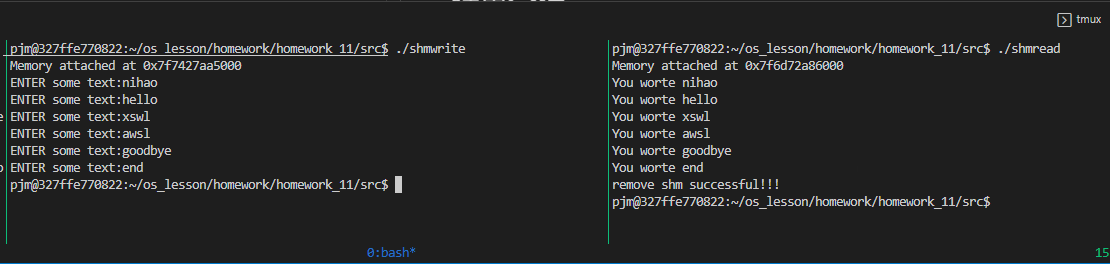 tmux
pjm@327ffe770822:~/os_lesson/homework/homework_11/src$ ./shmwrite
Memory attached at 0x7f7427aa5000
ENTER some text:nihao
ENTER some text:hello
ENTER some text:xswl
ENTER some text:awsl
ENTER some text:goodbye
ENTER some text:end
pjm@327ffe770822:~/os_lesson/homework/homework_11/src$
pjm@327ffe770822:~/os_lesson/homework/homework_11/src$ ./shmread
Memory attached at 0x7f6d72a86000
You worte nihao
You worte hello
You worte xswl
You worte awsl
You worte goodbye
You worte end
remove shm successful!!!
pjm@327ffe770822:~/os_lesson/homework/homework_11/src$
0:bash*
15